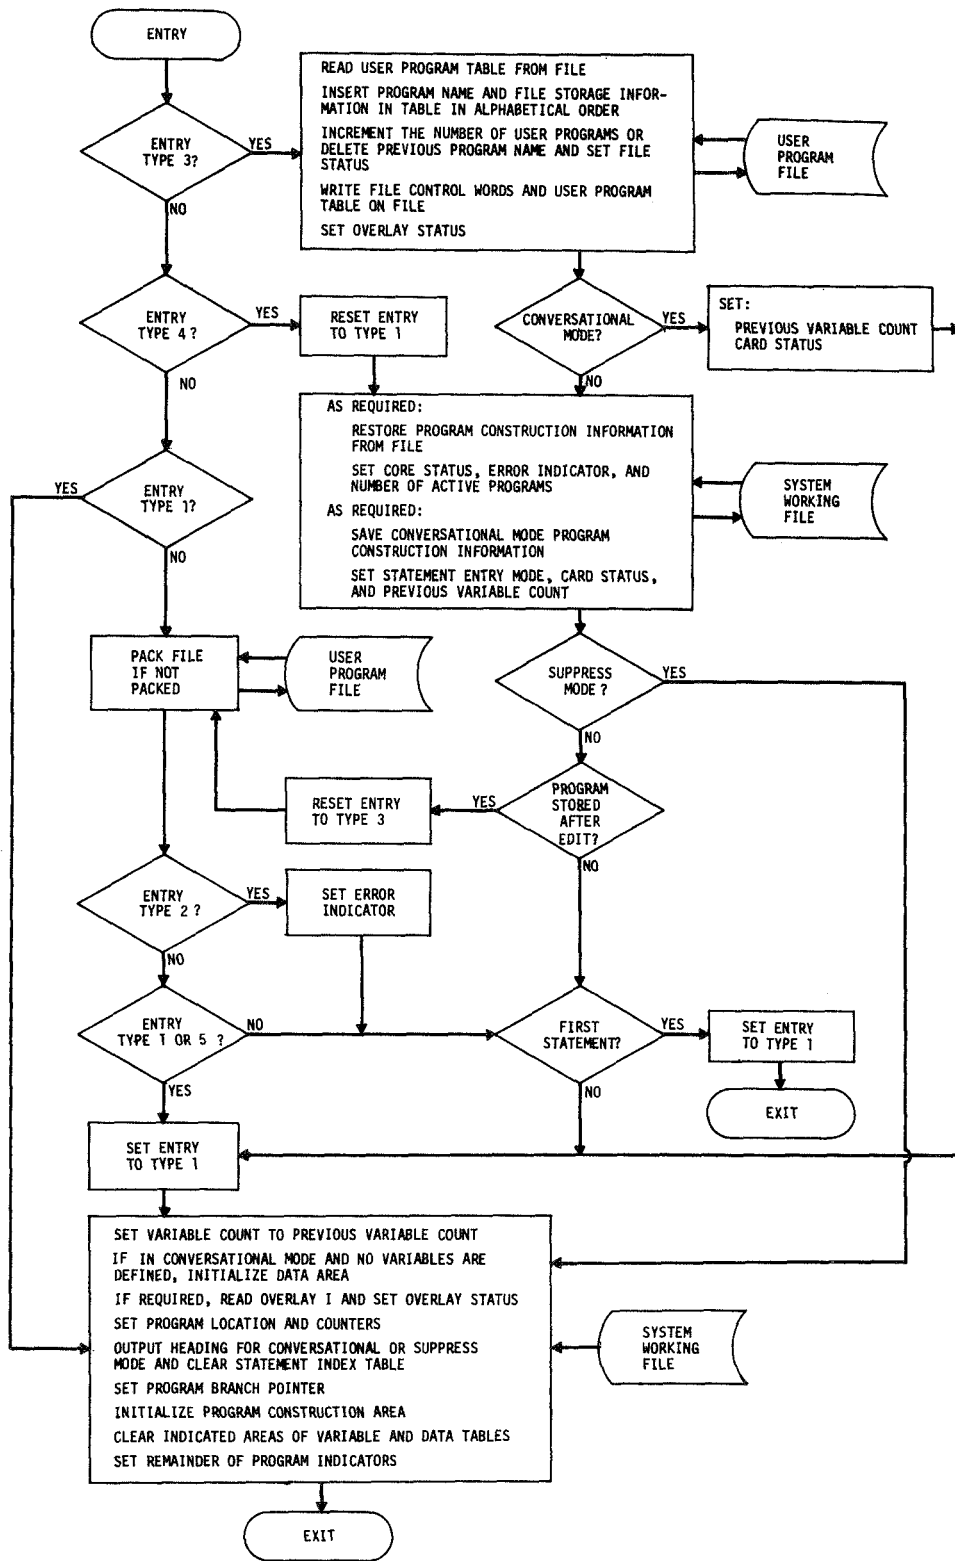 ENTRY
ENTRY
TYPE 3?
YES
NO
READ USER PROGRAM TABLE FROM FILE
INSERT PROGRAM NAME AND FILE STORAGE INFOR-
MATION IN TABLE IN ALPHABETICAL ORDER
INCREMENT THE NUMBER OF USER PROGRAMS OR
DELETE PREVIOUS PROGRAM NAME AND SET FILE
STATUS
WRITE FILE CONTROL WORDS AND USER PROGRAM
TABLE ON FILE
SET OVERLAY STATUS
USER
PROGRAM
FILE
ENTRY
TYPE 4?
YES
NO
RESET ENTRY
TO TYPE 1
CONVERSATIONAL
MODE?
YES
NO
SET:
PREVIOUS VARIABLE COUNT
CARD STATUS
AS REQUIRED:
RESTORE PROGRAM CONSTRUCTION INFORMATION
FROM FILE
SET CORE STATUS, ERROR INDICATOR, AND
NUMBER OF ACTIVE PROGRAMS
AS REQUIRED:
SAVE CONVERSATIONAL MODE PROGRAM
CONSTRUCTION INFORMATION
SET STATEMENT ENTRY MODE, CARD STATUS,
AND PREVIOUS VARIABLE COUNT
SYSTEM
WORKING
FILE
YES
ENTRY
TYPE 1?
NO
PACK FILE
IF NOT
PACKED
USER
PROGRAM
FILE
SUPPRESS
MODE?
YES
NO
PROGRAM
STORED
AFTER
EDIT?
YES
NO
RESET ENTRY
TO TYPE 3
ENTRY
TYPE 2?
YES
NO
SET ERROR
INDICATOR
ENTRY
TYPE 1 OR 5 ?
NO
YES
FIRST
STATEMENT?
YES
NO
SET ENTRY
TO TYPE 1
EXIT
SET ENTRY
TO TYPE 1
SET VARIABLE COUNT TO PREVIOUS VARIABLE COUNT
IF IN CONVERSATIONAL MODE AND NO VARIABLES ARE
DEFINED, INITIALIZE DATA AREA
IF REQUIRED, READ OVERLAY I AND SET OVERLAY STATUS
SET PROGRAM LOCATION AND COUNTERS
OUTPUT HEADING FOR CONVERSATIONAL OR SUPPRESS
MODE AND CLEAR STATEMENT INDEX TABLE
SET PROGRAM BRANCH POINTER
INITIALIZE PROGRAM CONSTRUCTION AREA
CLEAR INDICATED AREAS OF VARIABLE AND DATA TABLES
SET REMAINDER OF PROGRAM INDICATORS
SYSTEM
WORKING
FILE
EXIT